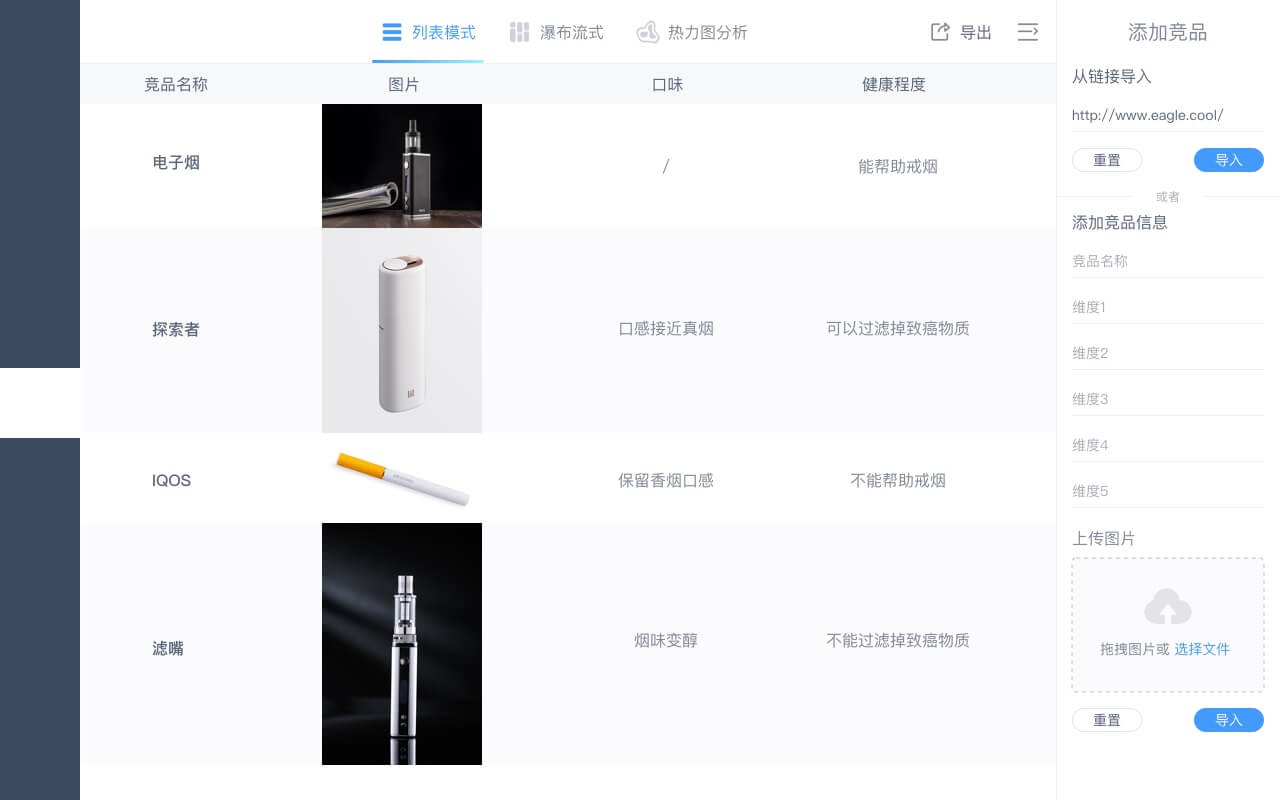 列表模式
瀑布流式
热力图分析
导出
竞品名称
图片
口味
健康程度
电子烟
/
能帮助戒烟
探索者
口感接近真烟
可以过滤掉致癌物质
IQOS
保留香烟口感
不能帮助戒烟
滤嘴
烟味变醇
不能过滤掉致癌物质
添加竞品
从链接导入
http://www.eagle.cool/
重置
导入
或者
添加竞品信息
竞品名称
维度1
维度2
维度3
维度4
维度5
上传图片
拖拽图片或 选择文件
重置
导入